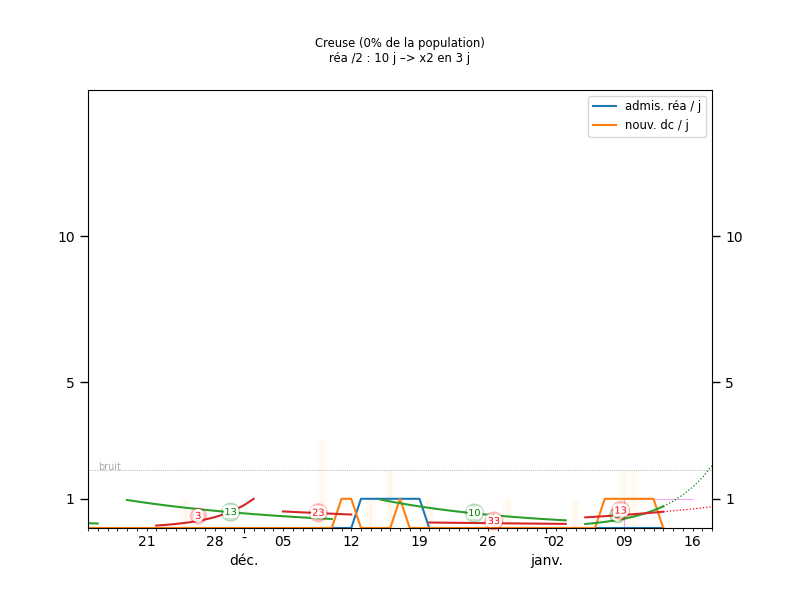 Creuse (0% de la population)
réa /2 : 10 j –> x2 en 3 j
admis. réa / j
nouv. dc / j
10 10
5 5
bruit
1 1
3 13 23 10 33 13
21 28 05 12 19 26 02 09 16
déc. janv.